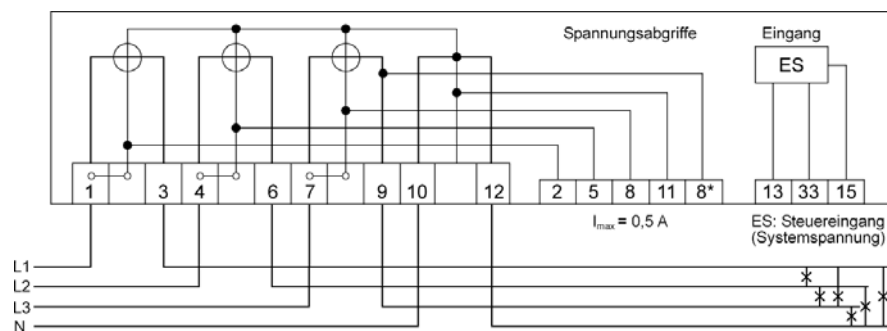 Spannungsabgriffe Eingang
ES
1 3 4 6 7 9 10 12 2 5 8 11 8* 13 33 15
Imax = 0,5 A ES: Steuereingang
(Systemspannung)
L1
L2
L3
N